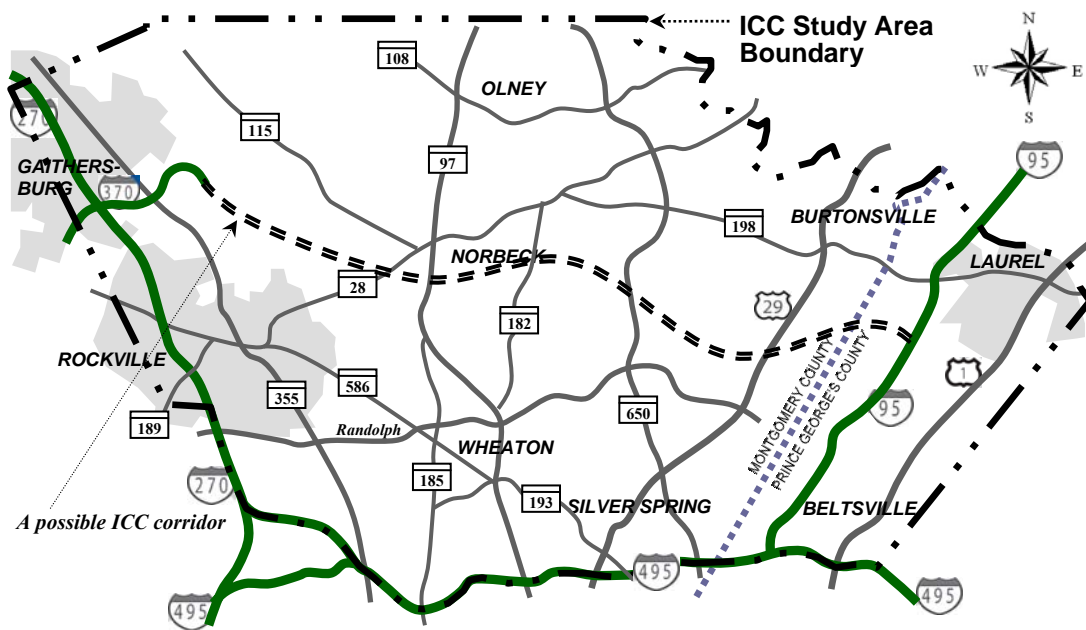 ICC Study Area
Boundary
N
W E
S
108
OLNEY
270
115
97
95
GAITHERS-
BURG
370
BURTONSVILLE
198
LAUREL
NORBECK
28
29
182
ROCKVILLE
586
1
355
650
95
189
Randolph
MONTGOMERY COUNTY
PRINCE GEORGE'S COUNTY
WHEATON
270
185
193
SILVER SPRING
BELTSVILLE
A possible ICC corridor
495
495
495